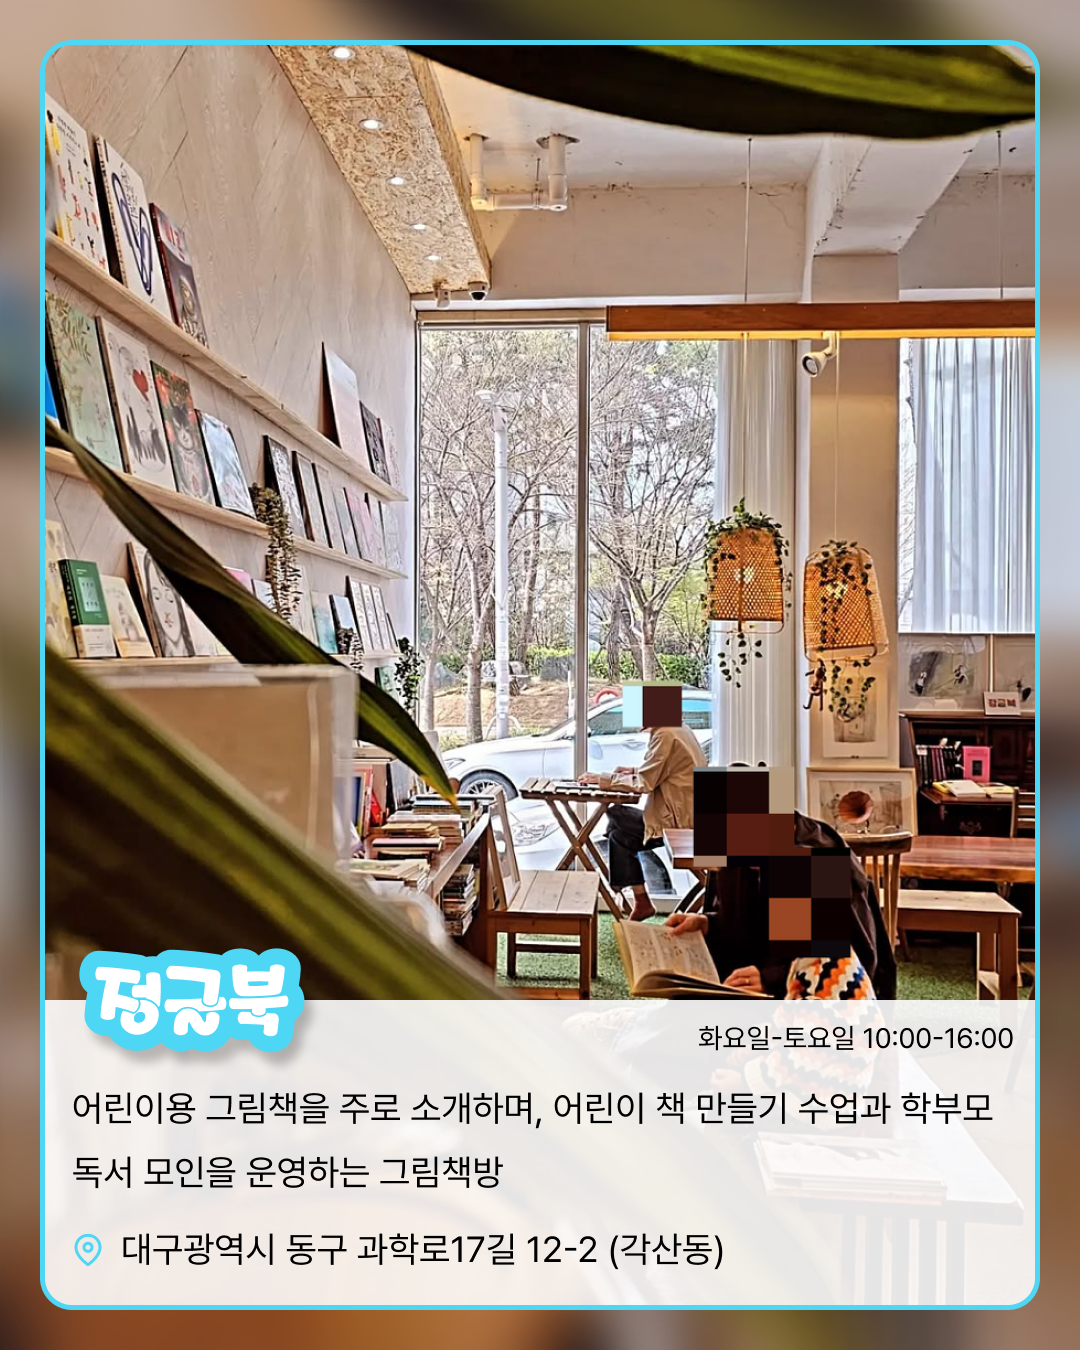 정글북
화요일-토요일 10:00-16:00
어린이용 그림책을 주로 소개하며, 어린이 책 만들기 수업과 학부모
독서 모인을 운영하는 그림책방
대구광역시 동구 과학로17길 12-2 (각산동)